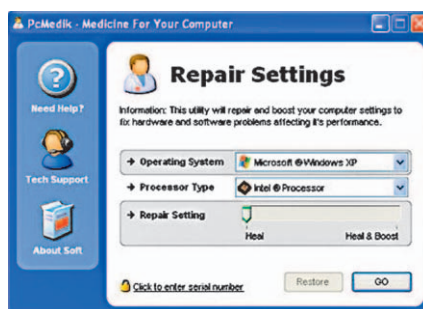 PcMedik - Medicine For Your Computer
Need Help?
Tech Support
About Soft
Repair Settings
Information: This utility will repair and boost your computer settings to
fix hardware and software problems affecting it's performance.
→ Operating System
Microsoft ® Windows XP
→ Processor Type
Intel ® Processor
→ Repair Setting
Heal
Heal & Boost
Click to enter serial number
Restore
GO